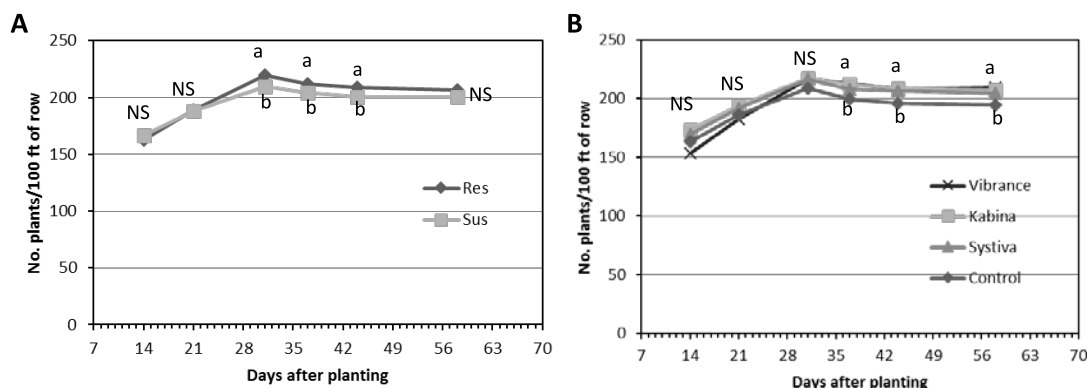 A
250
200
150
100
50
0
No. plants/100 ft of row
NS
NS
a
a
a
b
b
b
NS
Res
Sus
7 14 21 28 35 42 49 56 63 70
Days after planting
B
250
200
150
100
50
0
No. plants/100 ft of row
NS
NS
NS
a
a
a
b
b
b
Vibrance
Kabina
Systiva
Control
7 14 21 28 35 42 49 56 63 70
Days after planting